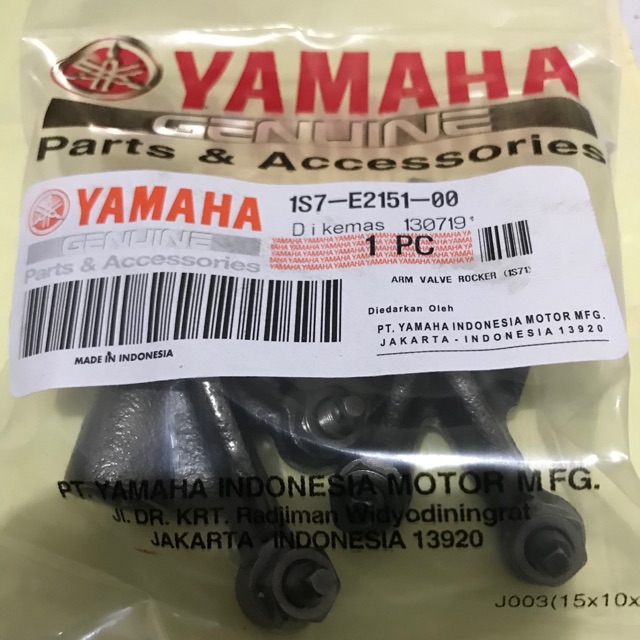 YAMAHA
GENUINE
Parts & Accessories
YAMAHA
GENUINE
Parts & Accessories
1S7-E2151-00
Dikemas 130719
1 PC
ARM VALVE ROCKER (1S71)
Diedarkan Oleh
PT. YAMAHA INDONESIA MOTOR MFG.
JAKARTA - INDONESIA 13920
MADE IN INDONESIA
PT. YAMAHA INDONESIA MOTOR MFG.
Jl. DR. KRT. Radjiman Widyodiningrat
JAKARTA - INDONESIA 13920
J003(15x10x